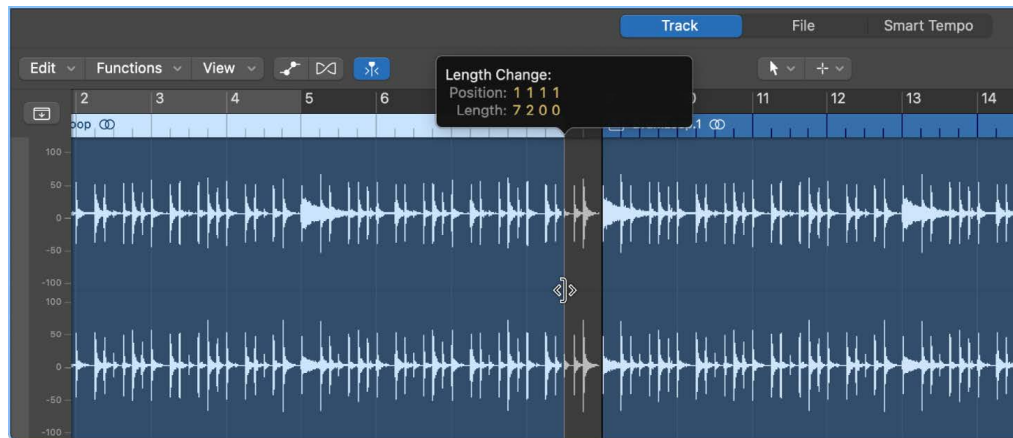 Track File Smart Tempo
Edit Functions View
Length Change:
Position: 1 1 1 1
Length: 7 2 0 0
2 3 4 5 6 11 12 13 14
oop .1
100
50
0
-50
-100
100
50
0
-50
-100